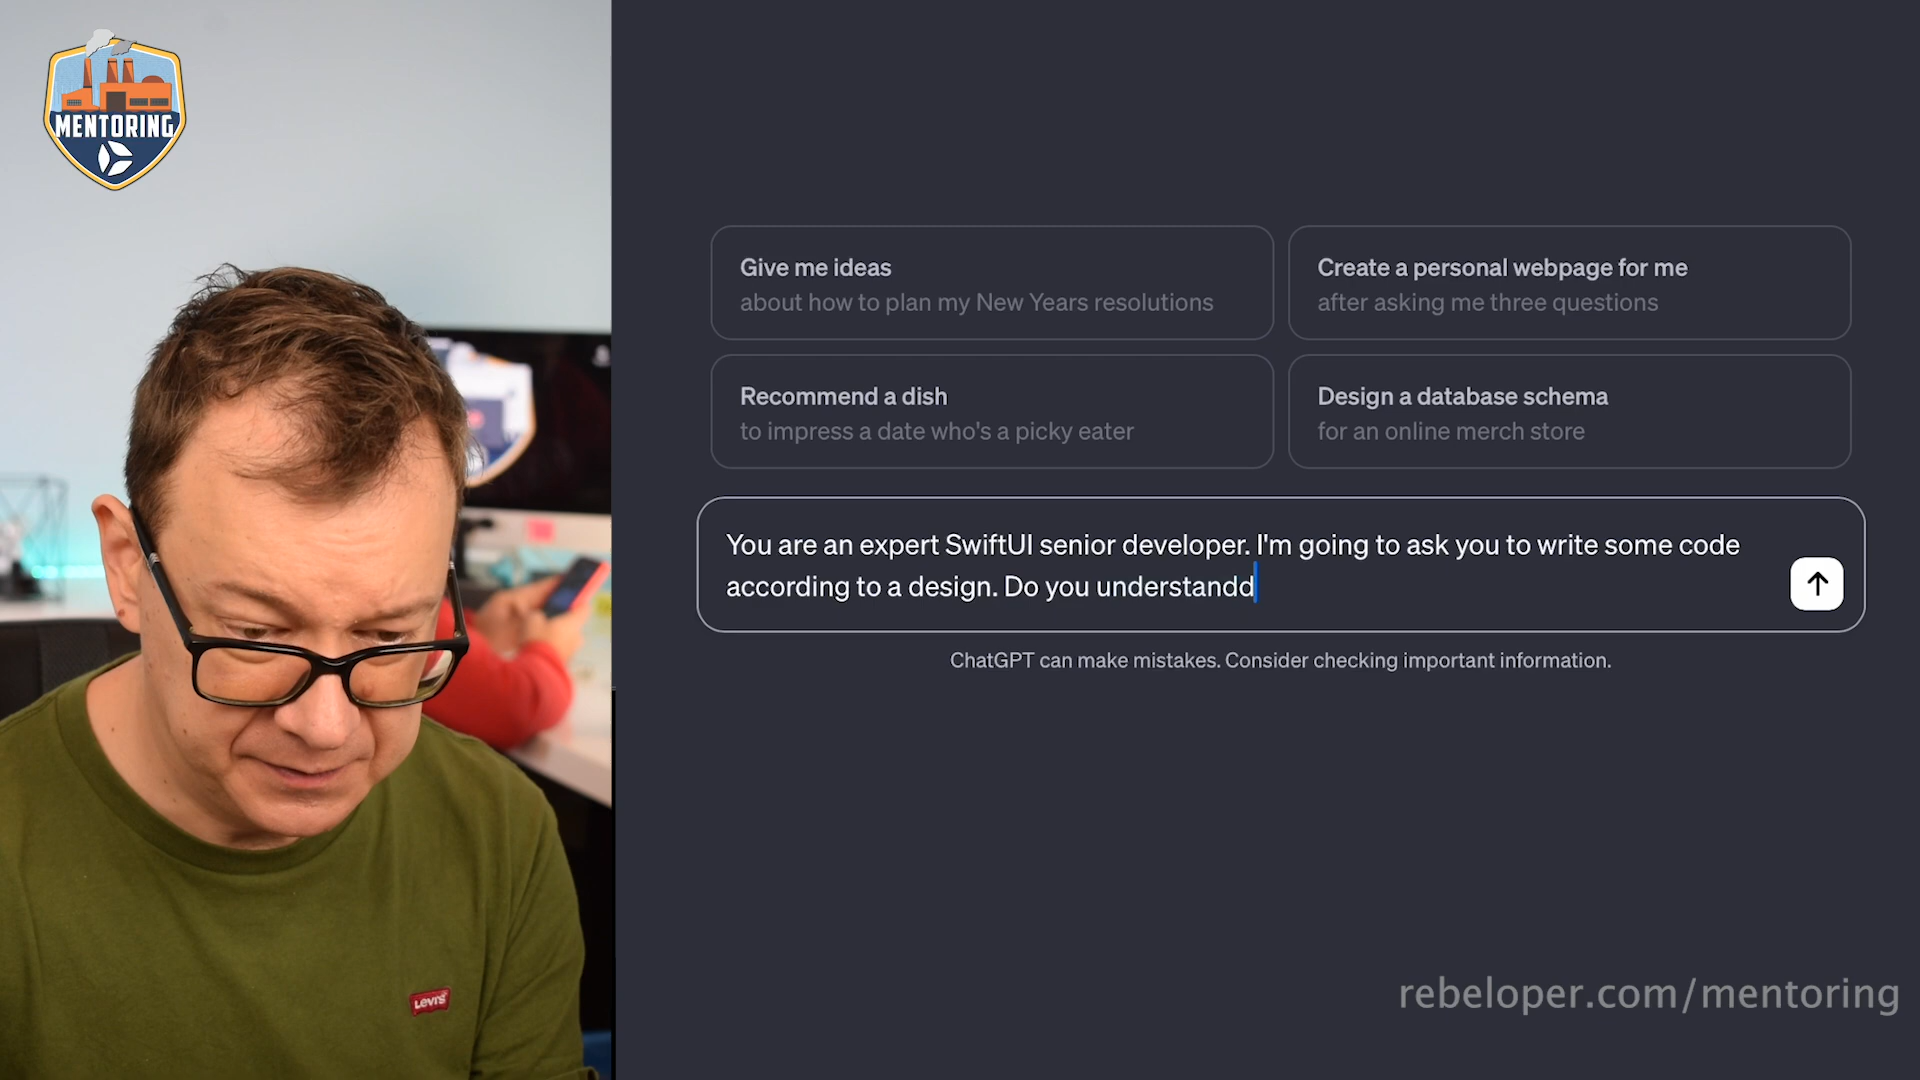 MENTORING
Give me ideas
about how to plan my New Years resolutions
Create a personal webpage for me
after asking me three questions
Recommend a dish
to impress a date who's a picky eater
Design a database schema
for an online merch store
You are an expert SwiftUI senior developer. I'm going to ask you to write some code
according to a design. Do you understandd
ChatGPT can make mistakes. Consider checking important information.
Levi's
rebeloper.com/mentoring